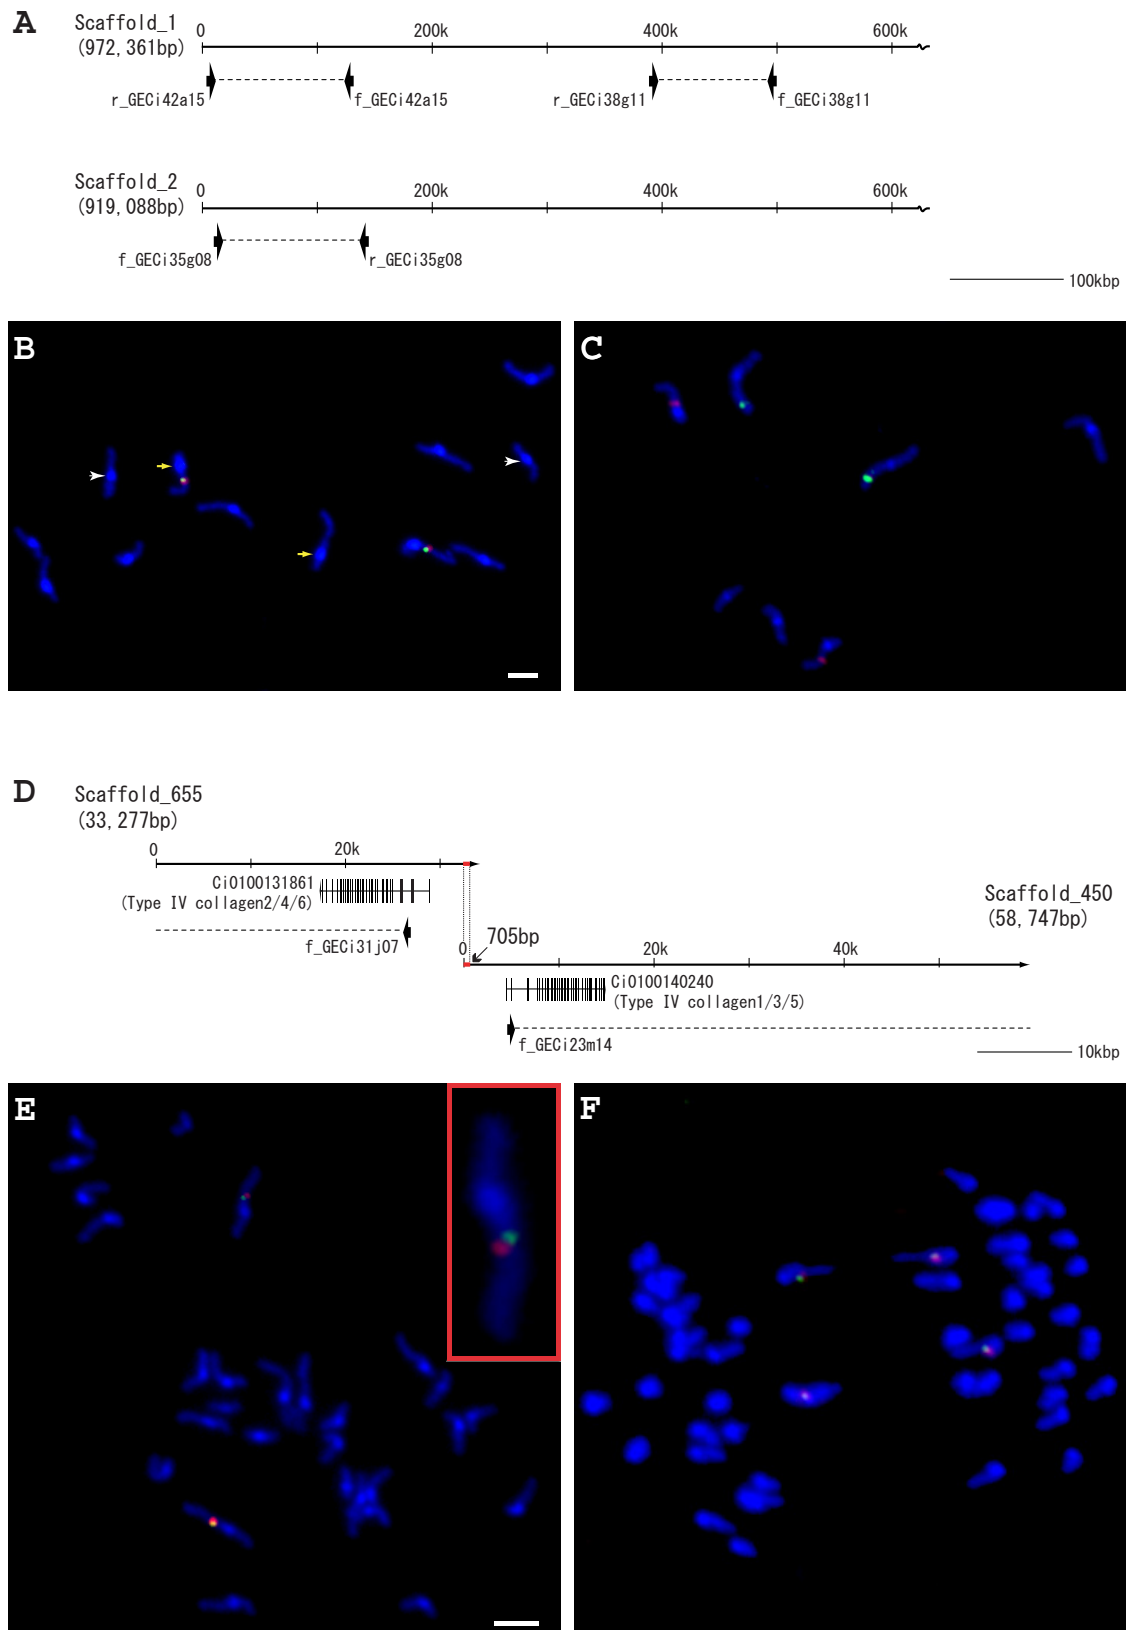 A
Scaffold_1
(972,361bp)
0 200k 400k 600k
r_GECi42a15 f_GECi42a15 r_GECi38g11 f_GECi38g11
Scaffold_2
(919,088bp)
0 200k 400k 600k
f_GECi35g08 r_GECi35g08
100kbp
B
C
D
Scaffold_655
(33,277bp)
0 20k
Ci0100131861
(Type IV collagen2/4/6)
f_GECi31j07
Scaffold_450
(58,747bp)
705bp
0 20k 40k
Ci0100140240
(Type IV collagen1/3/5)
f_GECi23m14
10kbp
E
F